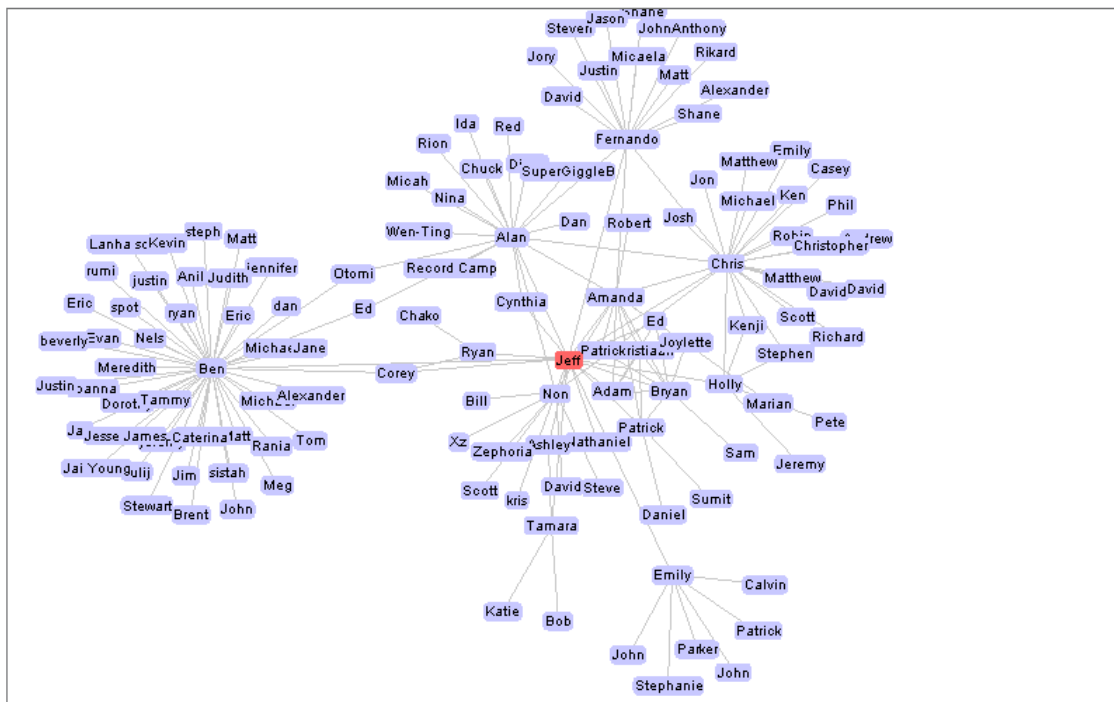 Shane
Jason
Steven
JohnAnthony
Jory
Micaela
Rikard
Justin
Matt
David
Alexander
Shane
Fernando
Ida
Red
Rion
Chuck
SuperGiggleB
Micah
Nina
Matthew
Emily
Jon
Casey
Michael
Ken
Phil
Josh
Dan
Robert
Wen-Ting
Alan
Christopher
Chris
steph
Matt
Kevin
Lanha
rumi
justin
Anil
Judith
jennifer
Otomi
Record Camp
Matthew
David
David
Eric
spot
ryan
Eric
dan
Ed
Cynthia
Amanda
Scott
Chako
Ed
Kenji
Richard
beverly
Evan
Nels
Jane
Joylette
Stephen
Ryan
Jeff
Meredith
Ben
Corey
Justin
Tammy
Alexander
Bill
Non
Adam
Bryan
Holly
Marian
Pete
Jesse
James
Caterina
Rania
Tom
Xz
Zephoria
Ashley
Nathaniel
Patrick
Sam
Jeremy
Jai Young
Jim
sistah
Meg
Scott
kris
David
Steve
Sumit
Stewart
Brent
John
Tamara
Daniel
Emily
Calvin
Katie
Bob
Patrick
John
Parker
John
Stephanie